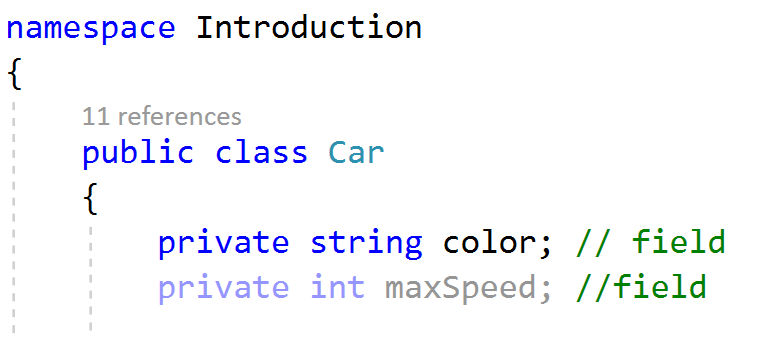 namespace Introduction
{
11 references
public class Car
{
private string color; // field
private int maxSpeed; //field